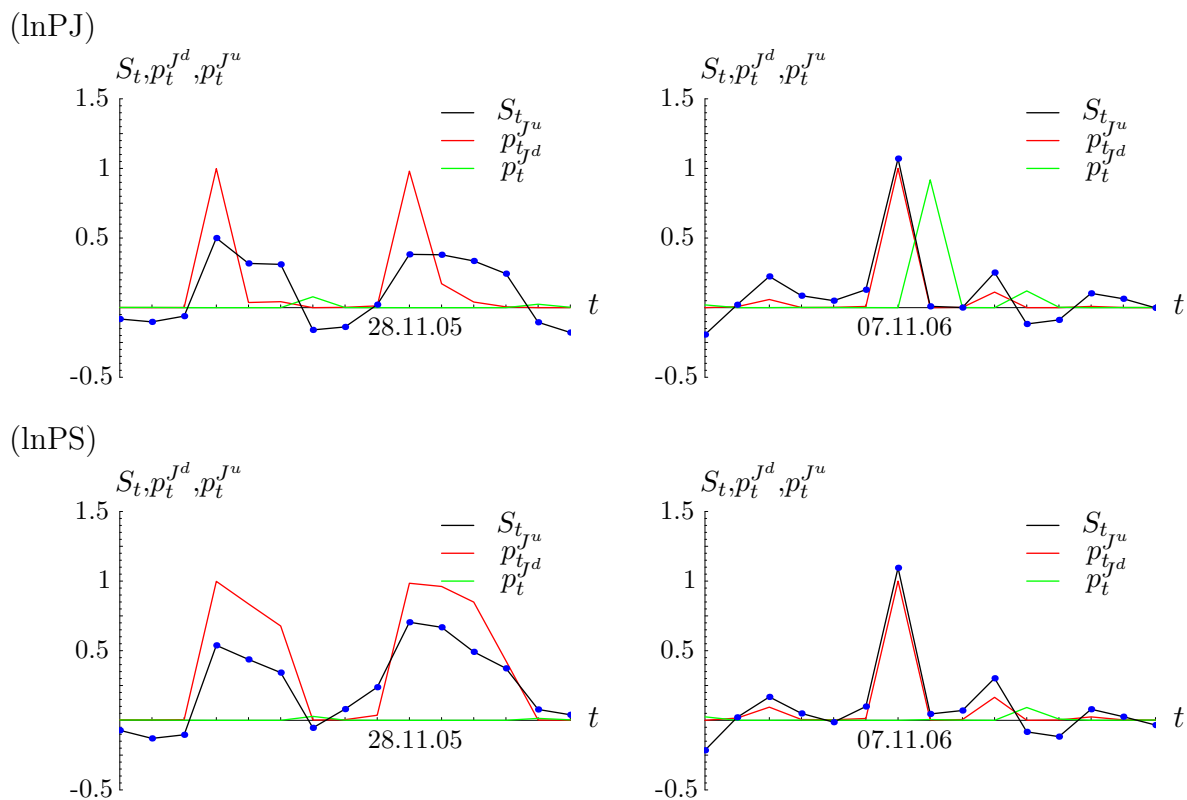 (lnPJ)
S_t,p_t^{J^d},p_t^{J^u}
1.5
1
0.5
-0.5
S_t
p_t^{J^u}
p_t^{J^d}
28.11.05
t
S_t,p_t^{J^d},p_t^{J^u}
1.5
1
0.5
-0.5
S_t
p_t^{J^u}
p_t^{J^d}
07.11.06
t
(lnPS)
S_t,p_t^{J^d},p_t^{J^u}
1.5
1
0.5
-0.5
S_t
p_t^{J^u}
p_t^{J^d}
28.11.05
t
S_t,p_t^{J^d},p_t^{J^u}
1.5
1
0.5
-0.5
S_t
p_t^{J^u}
p_t^{J^d}
07.11.06
t